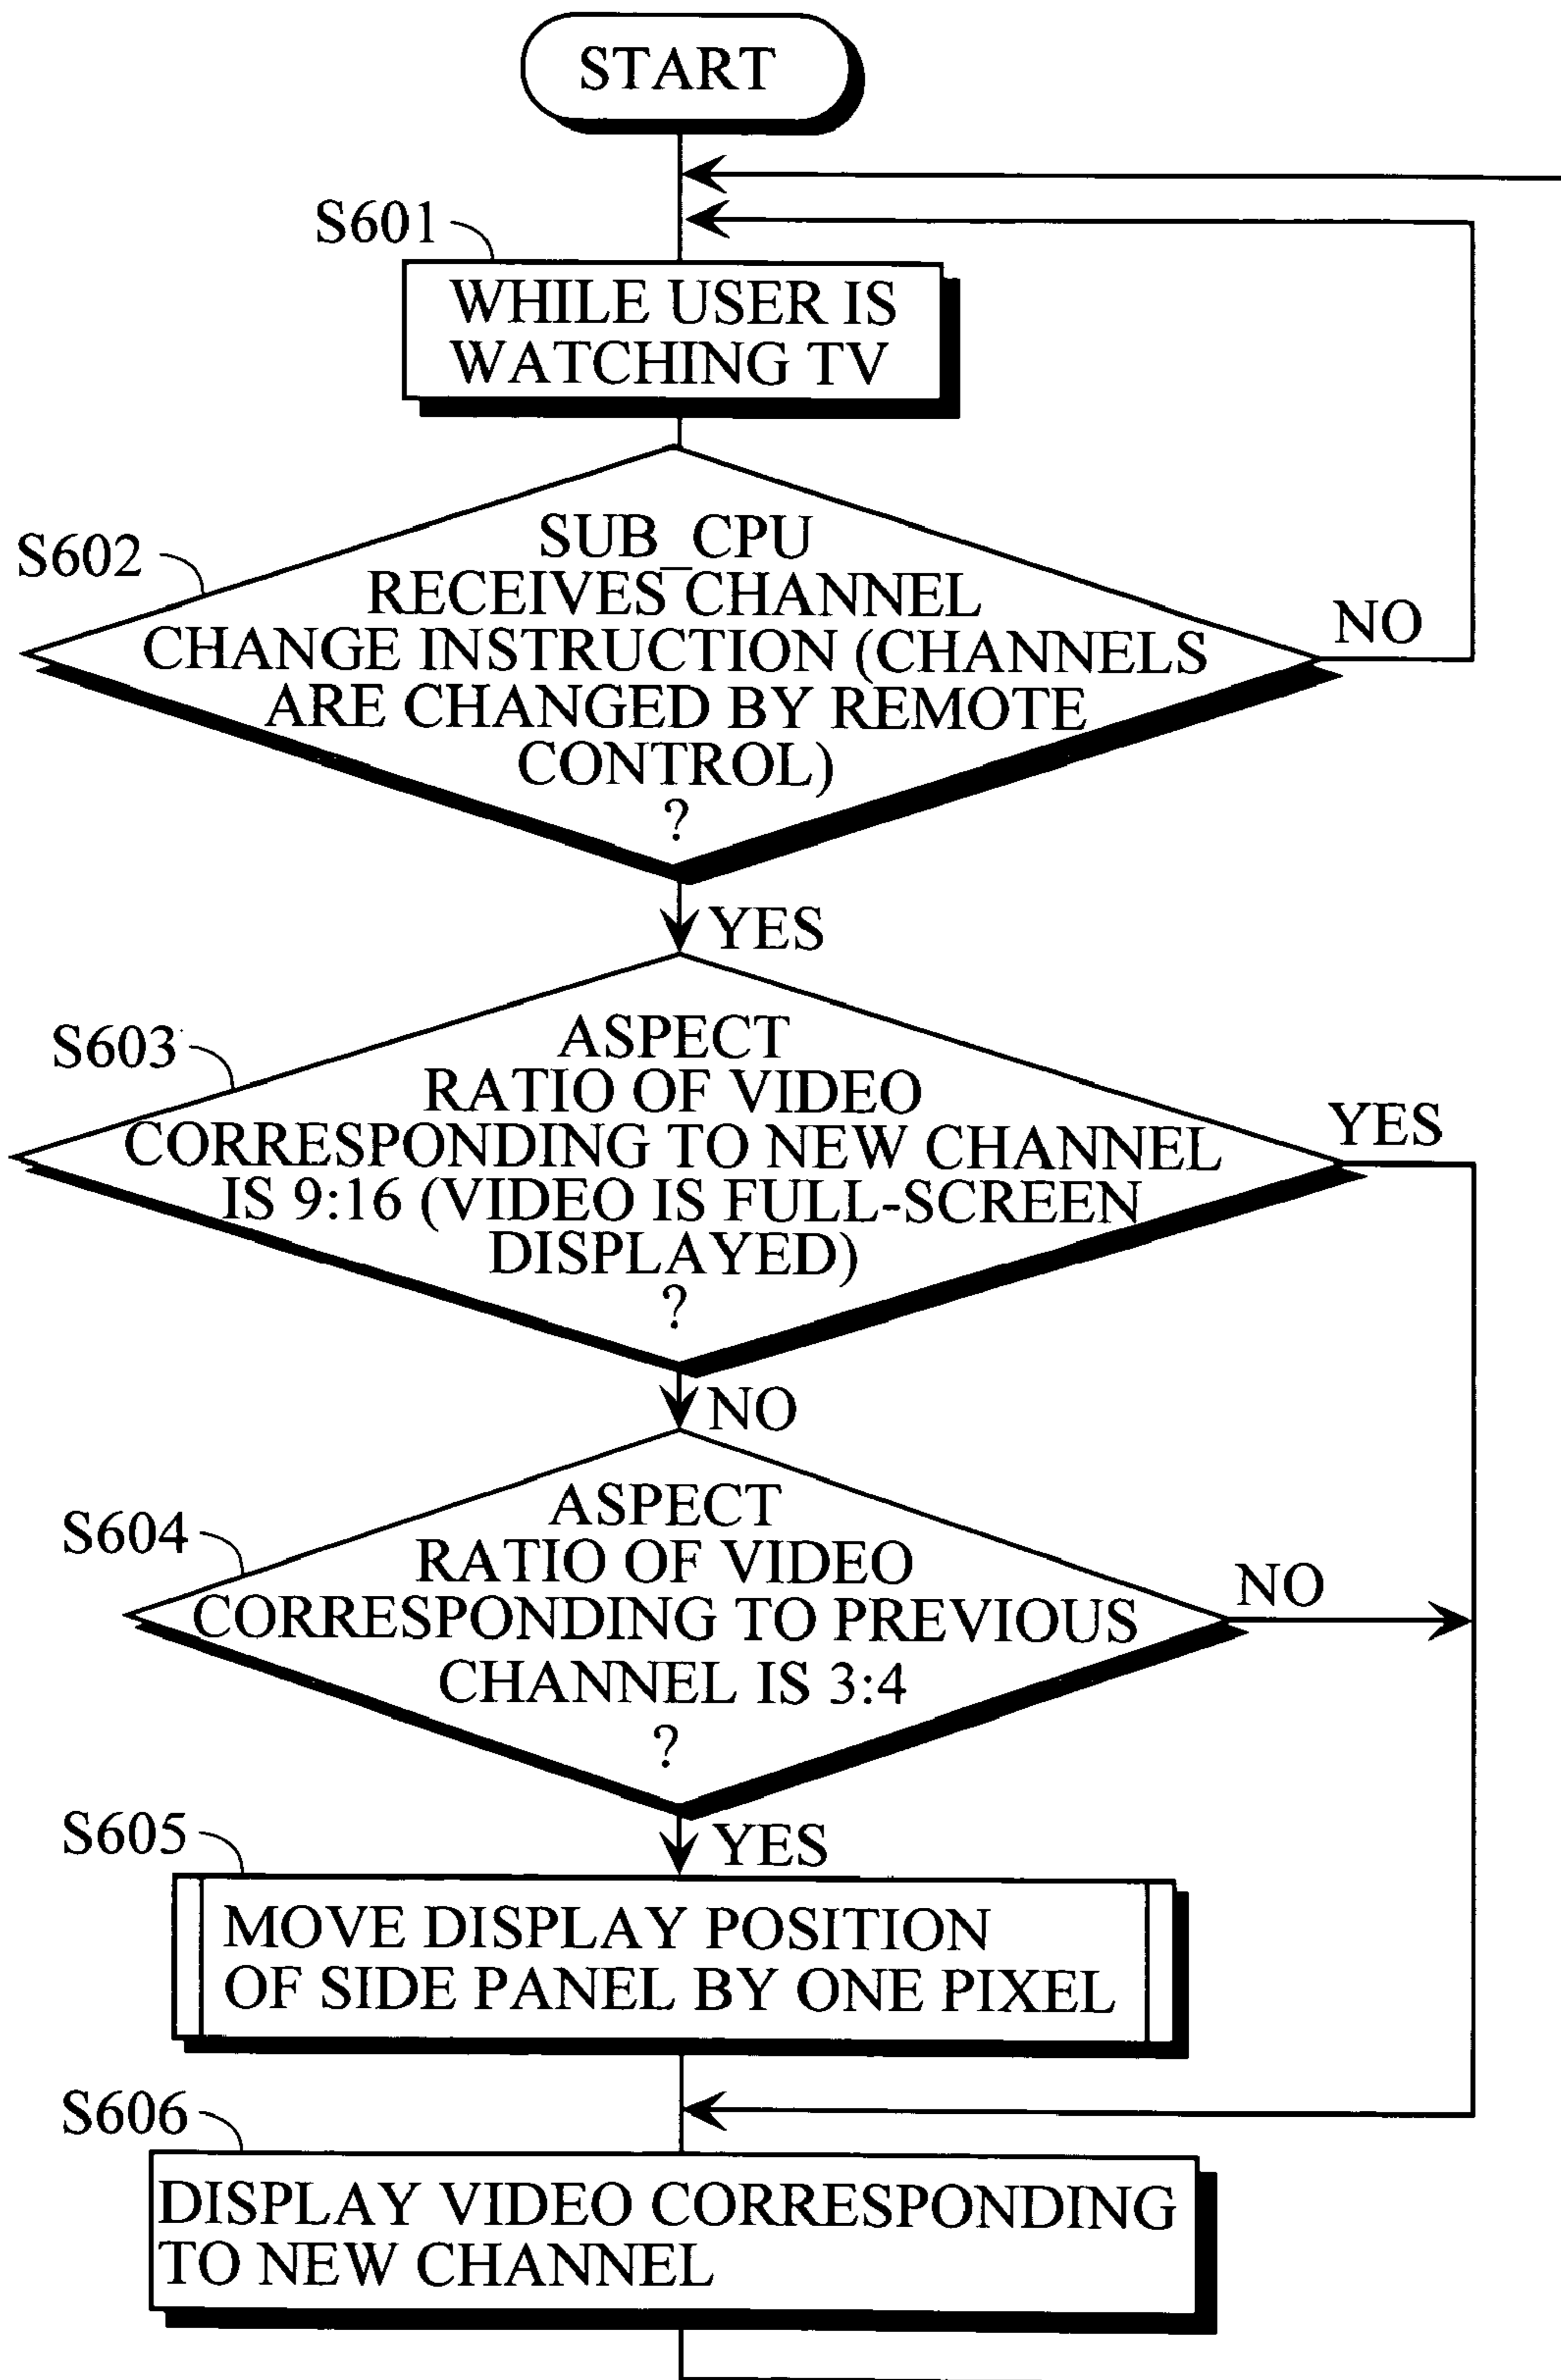 START
S601
WHILE USER IS
WATCHING TV
S602
SUB_CPU
RECEIVES CHANNEL
CHANGE INSTRUCTION (CHANNELS
ARE CHANGED BY REMOTE
CONTROL)
?
NO
YES
S603
ASPECT
RATIO OF VIDEO
CORRESPONDING TO NEW CHANNEL
IS 9:16 (VIDEO IS FULL-SCREEN
DISPLAYED)
?
YES
NO
S604
ASPECT
RATIO OF VIDEO
CORRESPONDING TO PREVIOUS
CHANNEL IS 3:4
?
NO
YES
S605
MOVE DISPLAY POSITION
OF SIDE PANEL BY ONE PIXEL
S606
DISPLAY VIDEO CORRESPONDING
TO NEW CHANNEL